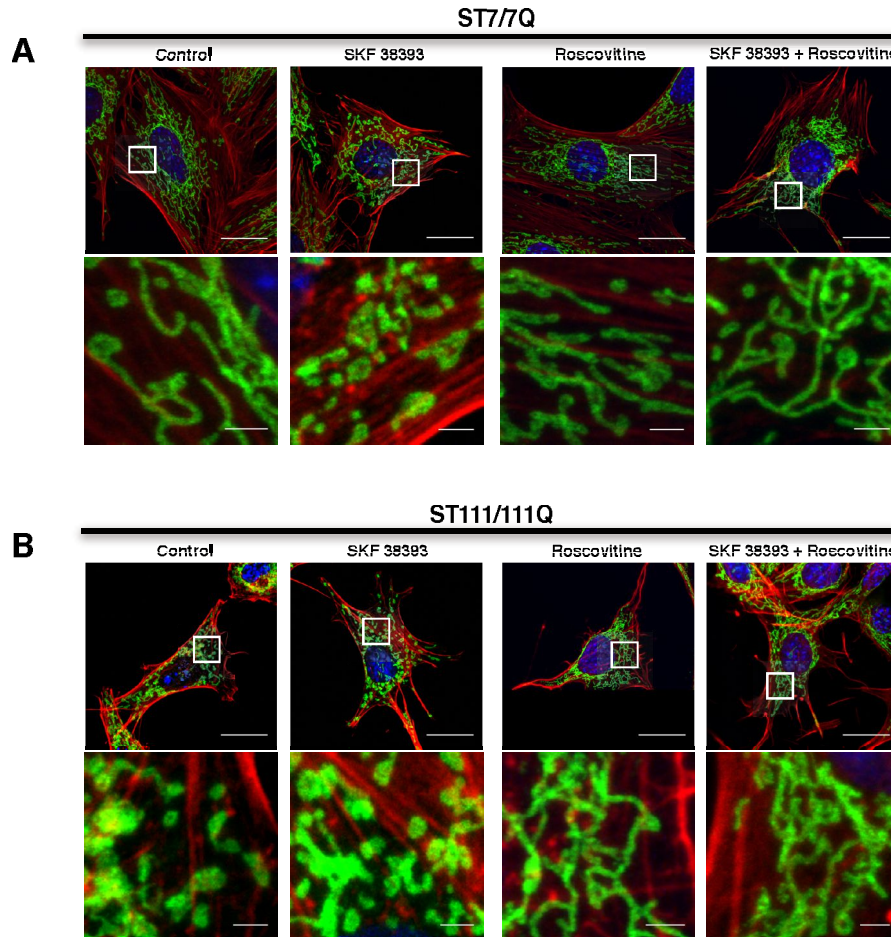 ST7/7Q
A
Control SKF 38393 Roscovitine SKF 38393 + Roscovitine
ST111/111Q
B
Control SKF 38393 Roscovitine SKF 38393 + Roscovitine